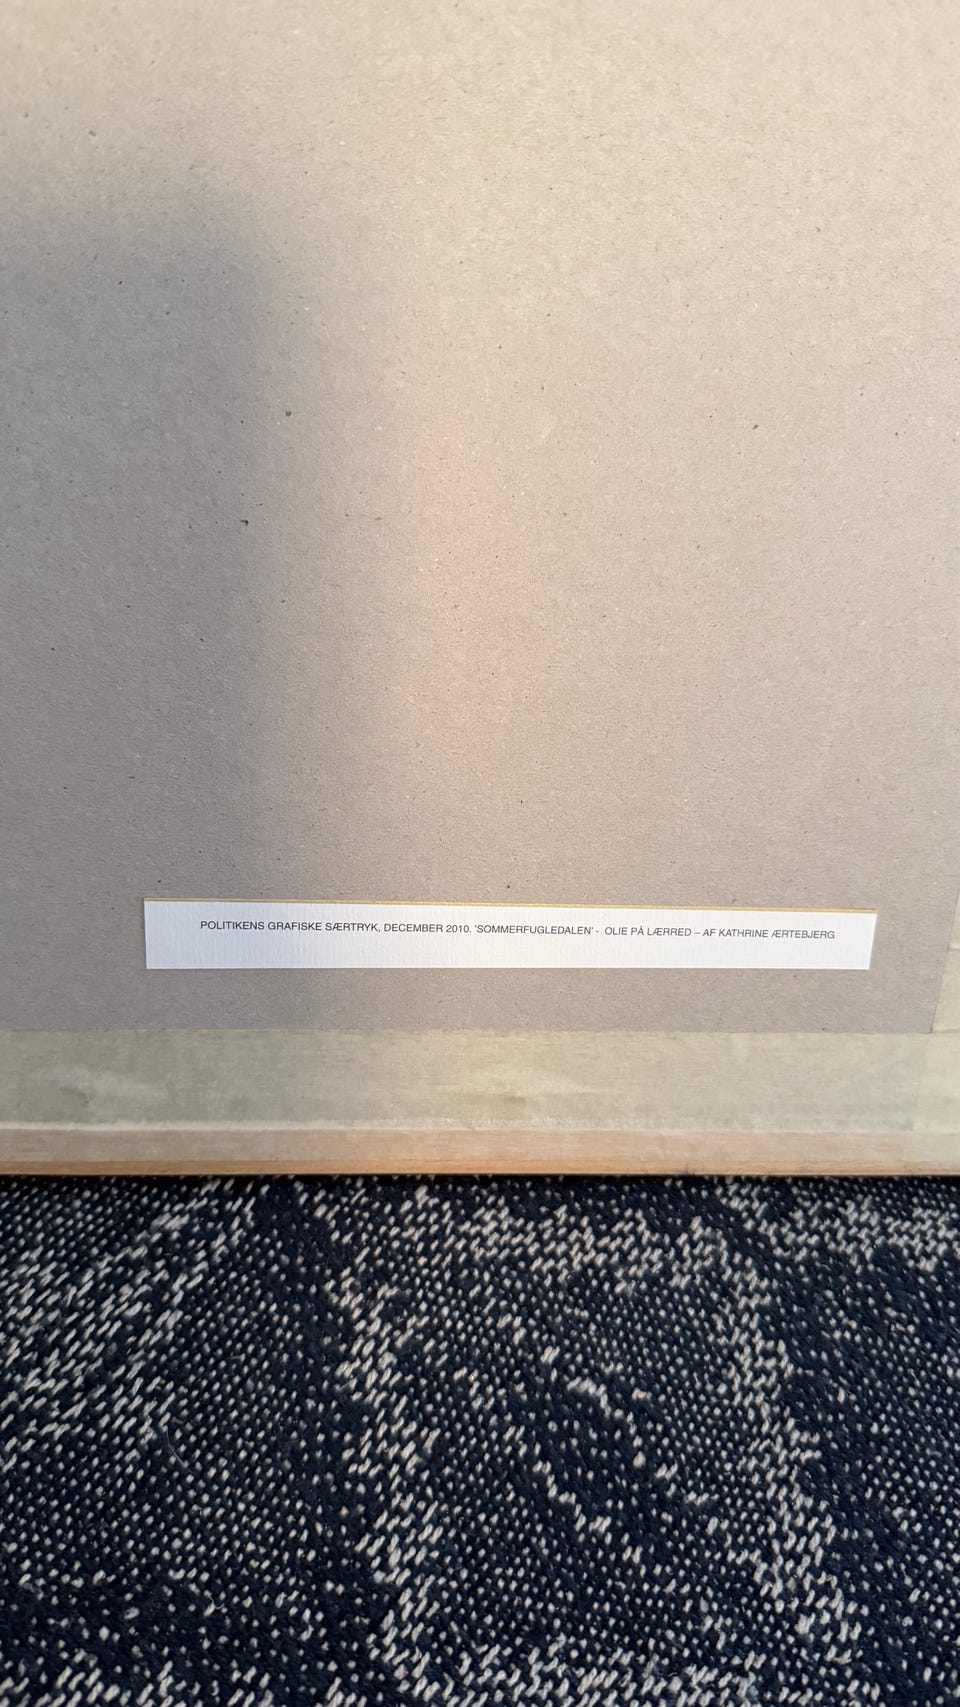 POLITIKENS GRAFISKE SÆRTRYK, DECEMBER 2010. 'SOMMERFUGLEDALEN' - OLIE PÅ LÆRRED – AF KATHRINE ÆRTEBJERG